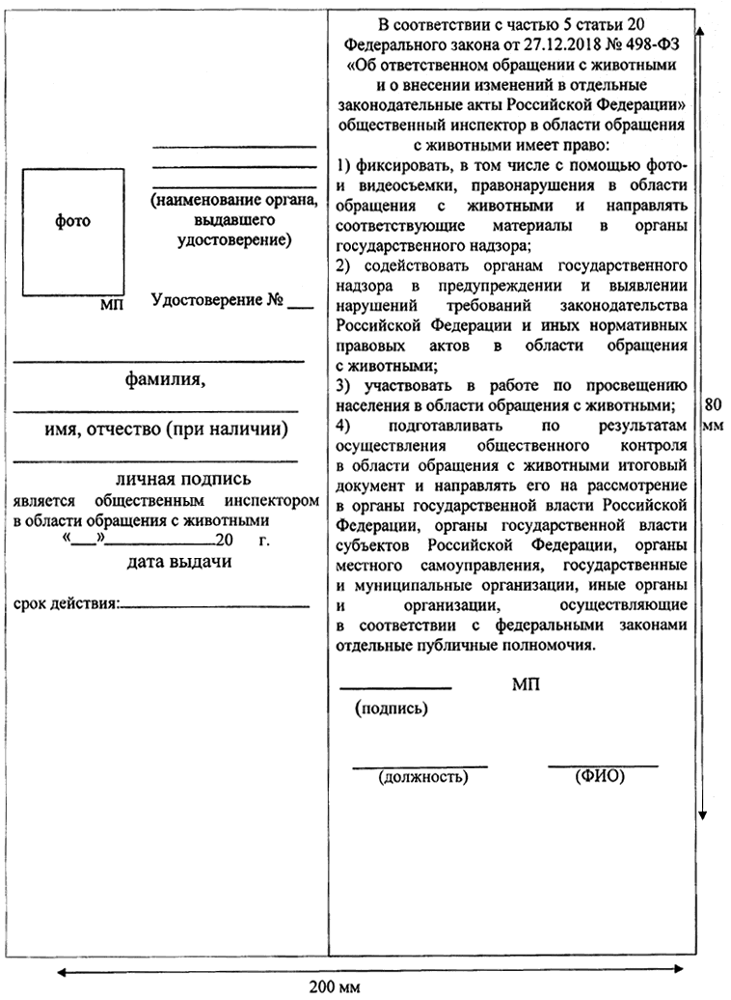 фото
МП
(наименование органа,
выдавшего
удостоверение)
Удостоверение № ___
фамилия,
имя, отчество (при наличии)
личная подпись
является общественным инспектором
в области обращения с животными
“___”______________20 г.
дата выдачи
срок действия:______________________
В соответствии с частью 5 статьи 20
Федерального закона от 27.12.2018 № 498-ФЗ
«Об ответственном обращении с животными
и о внесении изменений в отдельные
законодательные акты Российской Федерации»
общественный инспектор в области обращения
с животными имеет право:
1) фиксировать, в том числе с помощью фото-
и видеосъемки, правонарушения в области
обращения с животными и направлять
соответствующие материалы в органы
государственного надзора;
2) содействовать органам государственного
надзора в предупреждении и выявлении
нарушений требований законодательства
Российской Федерации и иных нормативных
правовых актов в области обращения
с животными;
3) участвовать в работе по просвещению
населения в области обращения с животными;
4) подготавливать по результатам
осуществления общественного контроля
в области обращения с животными итоговый
документ и направлять его на рассмотрение
в органы государственной власти Российской
Федерации, органы государственной власти
субъектов Российской Федерации, органы
местного самоуправления, государственные
и муниципальные организации, иные органы
и организации, осуществляющие
в соответствии с федеральными законами
отдельные публичные полномочия.
МП
(подпись)
(должность) (ФИО)
80
мм
200 мм